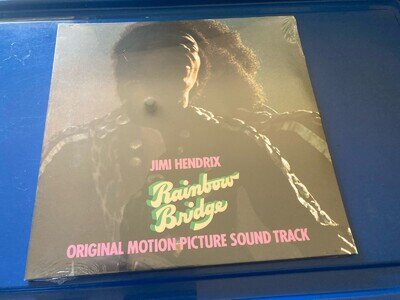 JIMI HENDRIX
Rainbow
Bridge
ORIGINAL MOTION PICTURE SOUND TRACK